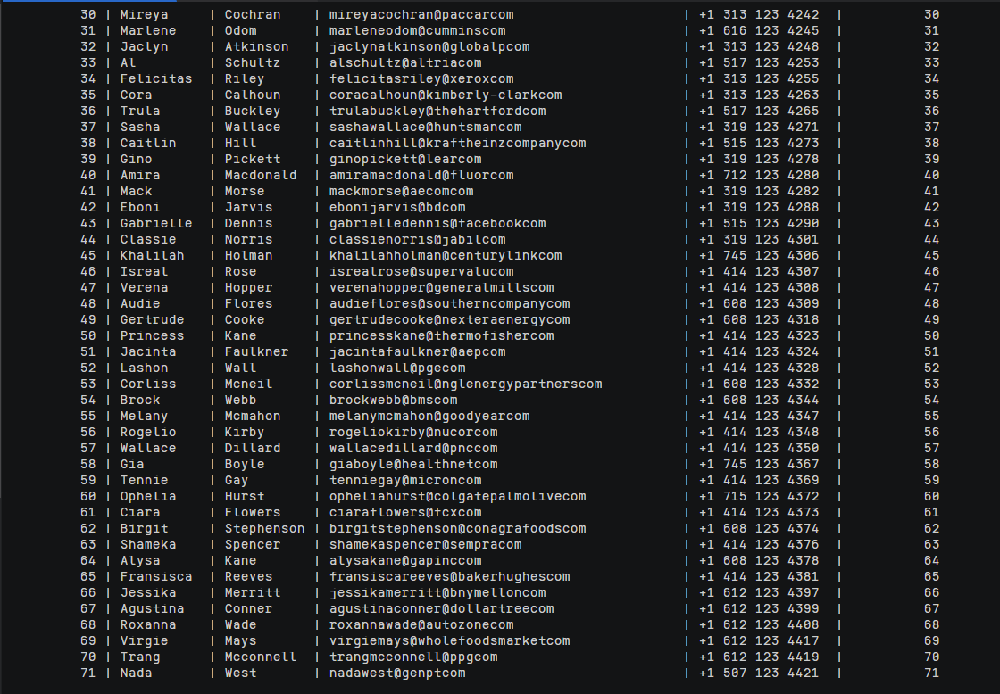 30 | Mireya | Cochran | mireyacochran@paccarcom | +1 313 123 4242 | 30
31 | Marlene | Odom | marleneodom@cumminscom | +1 616 123 4245 | 31
32 | Jaclyn | Atkinson | jaclynatkinson@globalpcom | +1 313 123 4248 | 32
33 | Al | Schultz | alschultz@altriacom | +1 517 123 4253 | 33
34 | Felicitas | Riley | felicitasriley@xeroxcom | +1 313 123 4255 | 34
35 | Cora | Calhoun | coracalhoun@kimberly-clarkcom | +1 313 123 4263 | 35
36 | Trula | Buckley | trulabuckley@thehartfordcom | +1 517 123 4265 | 36
37 | Sasha | Wallace | sashawallace@huntsmancom | +1 319 123 4271 | 37
38 | Caitlin | Hill | caitlinhill@kraftheinzcompanycom | +1 515 123 4273 | 38
39 | Gino | Pickett | ginopickett@learcom | +1 319 123 4278 | 39
40 | Amira | Macdonald | amiramacdonald@fluorcom | +1 712 123 4280 | 40
41 | Mack | Morse | mackmorse@aecomcom | +1 319 123 4282 | 41
42 | Eboni | Jarvis | ebonijarvis@bdcom | +1 319 123 4288 | 42
43 | Gabrielle | Dennis | gabrielledennis@facebookcom | +1 515 123 4290 | 43
44 | Classie | Norris | classienorris@jabilcom | +1 319 123 4301 | 44
45 | Khalilah | Holman | khalilahholman@centurylinkcom | +1 745 123 4306 | 45
46 | Isreal | Rose | isrealrose@supervalucom | +1 414 123 4307 | 46
47 | Verena | Hopper | verenahopper@generalmillscom | +1 414 123 4308 | 47
48 | Audie | Flores | audieflores@southerncompanycom | +1 608 123 4309 | 48
49 | Gertrude | Cooke | gertrudecooke@nexteraenergycom | +1 608 123 4318 | 49
50 | Princess | Kane | princesskane@thermofishercom | +1 414 123 4323 | 50
51 | Jacinta | Faulkner | jacintafaulkner@aepcom | +1 414 123 4324 | 51
52 | Lashon | Wall | lashonwall@pgecom | +1 414 123 4328 | 52
53 | Corliss | Mcneil | corlissmcneil@nglenergypartnerscom | +1 608 123 4332 | 53
54 | Brock | Webb | brockwebb@bmscom | +1 608 123 4344 | 54
55 | Melany | Mcmahon | melanymcmahon@goodyearcom | +1 414 123 4347 | 55
56 | Rogelio | Kirby | rogeliokirby@nucorcom | +1 414 123 4348 | 56
57 | Wallace | Dillard | wallacedillard@pnccom | +1 414 123 4350 | 57
58 | Gia | Boyle | giaboyle@healthnetcom | +1 745 123 4367 | 58
59 | Tennie | Gay | tenniegay@microncom | +1 414 123 4369 | 59
60 | Ophelia | Hurst | opheliahurst@colgatepalmolivecom | +1 715 123 4372 | 60
61 | Ciara | Flowers | ciaraflowers@fcxcom | +1 414 123 4373 | 61
62 | Birgit | Stephenson | birgitstephenson@conagrafoodscom | +1 608 123 4374 | 62
63 | Shameka | Spencer | shamekaspencer@sempracom | +1 414 123 4376 | 63
64 | Alysa | Kane | alysakane@gapinccom | +1 608 123 4378 | 64
65 | Fransisca | Reeves | fransiscareeves@bakerhughescom | +1 414 123 4381 | 65
66 | Jessika | Merritt | jessikamerritt@bnymelloncom | +1 612 123 4397 | 66
67 | Agustina | Conner | agustinaconner@dollartreecom | +1 612 123 4399 | 67
68 | Roxanna | Wade | roxannawade@autozonecom | +1 612 123 4408 | 68
69 | Virgie | Mays | virgiemays@wholefoodsmarketcom | +1 612 123 4417 | 69
70 | Trang | Mcconnell | trangmcconnell@ppgcom | +1 612 123 4419 | 70
71 | Nada | West | nadawest@genptcom | +1 507 123 4421 | 71